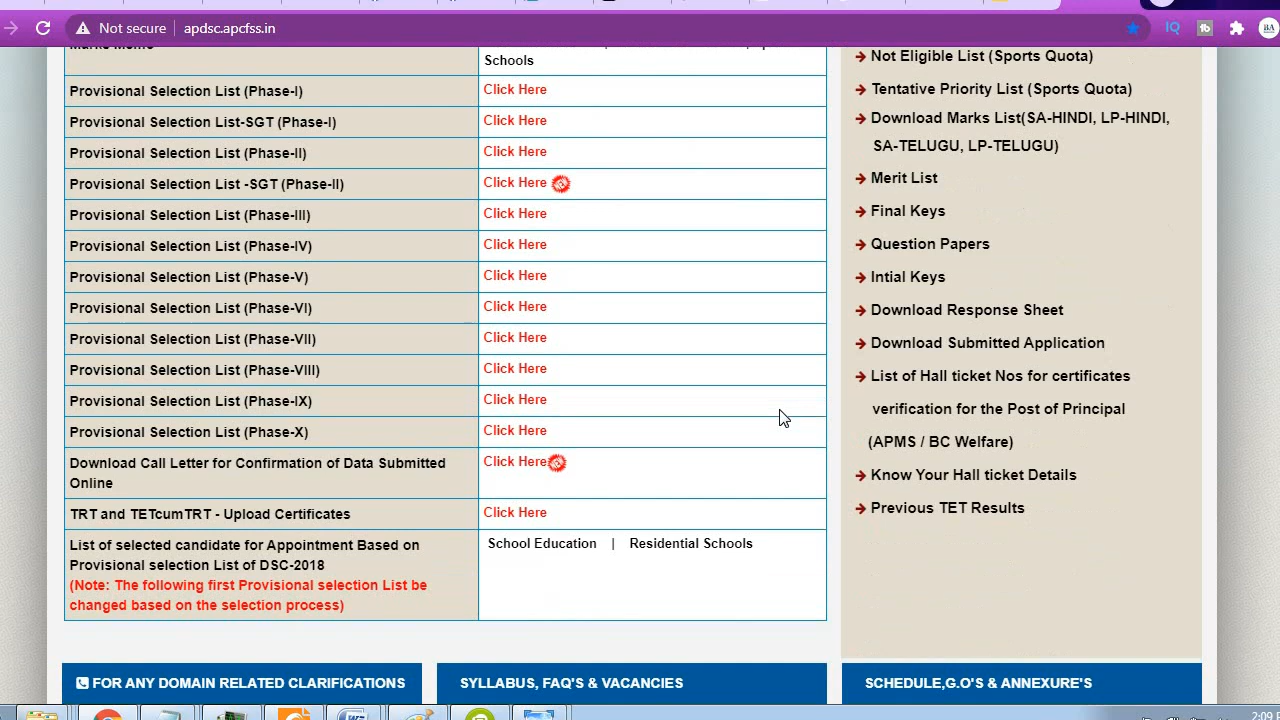 Not secure
apdsc.apcfss.in
Schools
Provisional Selection List (Phase-I)
Click Here
Provisional Selection List-SGT (Phase-I)
Click Here
Provisional Selection List (Phase-II)
Click Here
Provisional Selection List -SGT (Phase-II)
Click Here
Provisional Selection List (Phase-III)
Click Here
Provisional Selection List (Phase-IV)
Click Here
Provisional Selection List (Phase-V)
Click Here
Provisional Selection List (Phase-VI)
Click Here
Provisional Selection List (Phase-VII)
Click Here
Provisional Selection List (Phase-VIII)
Click Here
Provisional Selection List (Phase-IX)
Click Here
Provisional Selection List (Phase-X)
Click Here
Download Call Letter for Confirmation of Data Submitted
Online
Click Here
TRT and TETcumTRT - Upload Certificates
Click Here
List of selected candidate for Appointment Based on
Provisional selection List of DSC-2018
(Note: The following first Provisional selection List be
changed based on the selection process)
School Education | Residential Schools
Not Eligible List (Sports Quota)
Tentative Priority List (Sports Quota)
Download Marks List(SA-HINDI, LP-HINDI,
SA-TELUGU, LP-TELUGU)
Merit List
Final Keys
Question Papers
Intial Keys
Download Response Sheet
Download Submitted Application
List of Hall ticket Nos for certificates
verification for the Post of Principal
(APMS / BC Welfare)
Know Your Hall ticket Details
Previous TET Results
FOR ANY DOMAIN RELATED CLARIFICATIONS
SYLLABUS, FAQ'S & VACANCIES
SCHEDULE,G.O'S & ANNEXURE'S
2:09